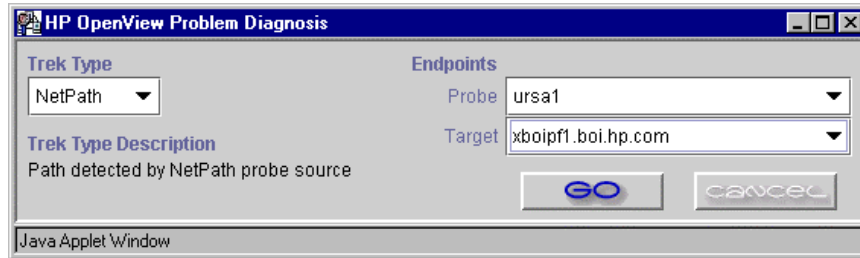 HP OpenView Problem Diagnosis
Trek Type
NetPath
Trek Type Description
Path detected by NetPath probe source
Endpoints
Probe ursa1
Target xboipf1.boi.hp.com
GO CANCEL
Java Applet Window